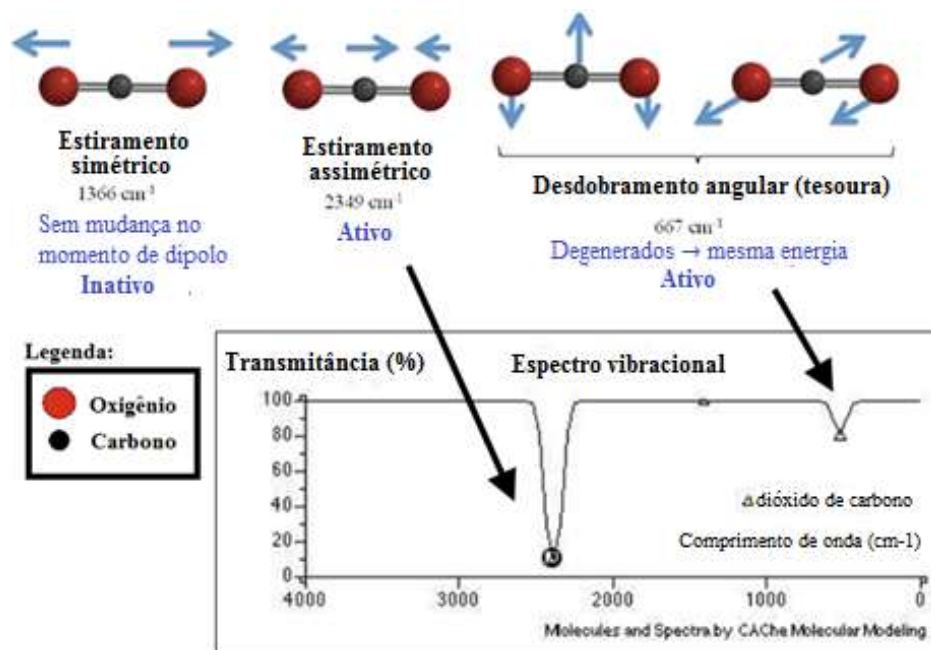 Estiramento
simétrico
1366 cm⁻¹
Sem mudança no
momento de dipolo
Inativo
Estiramento
assimétrico
2349 cm⁻¹
Ativo
Desdobramento angular (tesoura)
667 cm⁻¹
Degenerados → mesma energia
Ativo
Legenda:
Oxigênio
Carbono
Transmitância (%)
Espectro vibracional
100
80
60
40
20
0
dióxido de carbono
Comprimento de onda (cm-1)
4000
3000
2000
1000
0
Molecules and Spectra by CAChe Molecular Modeling